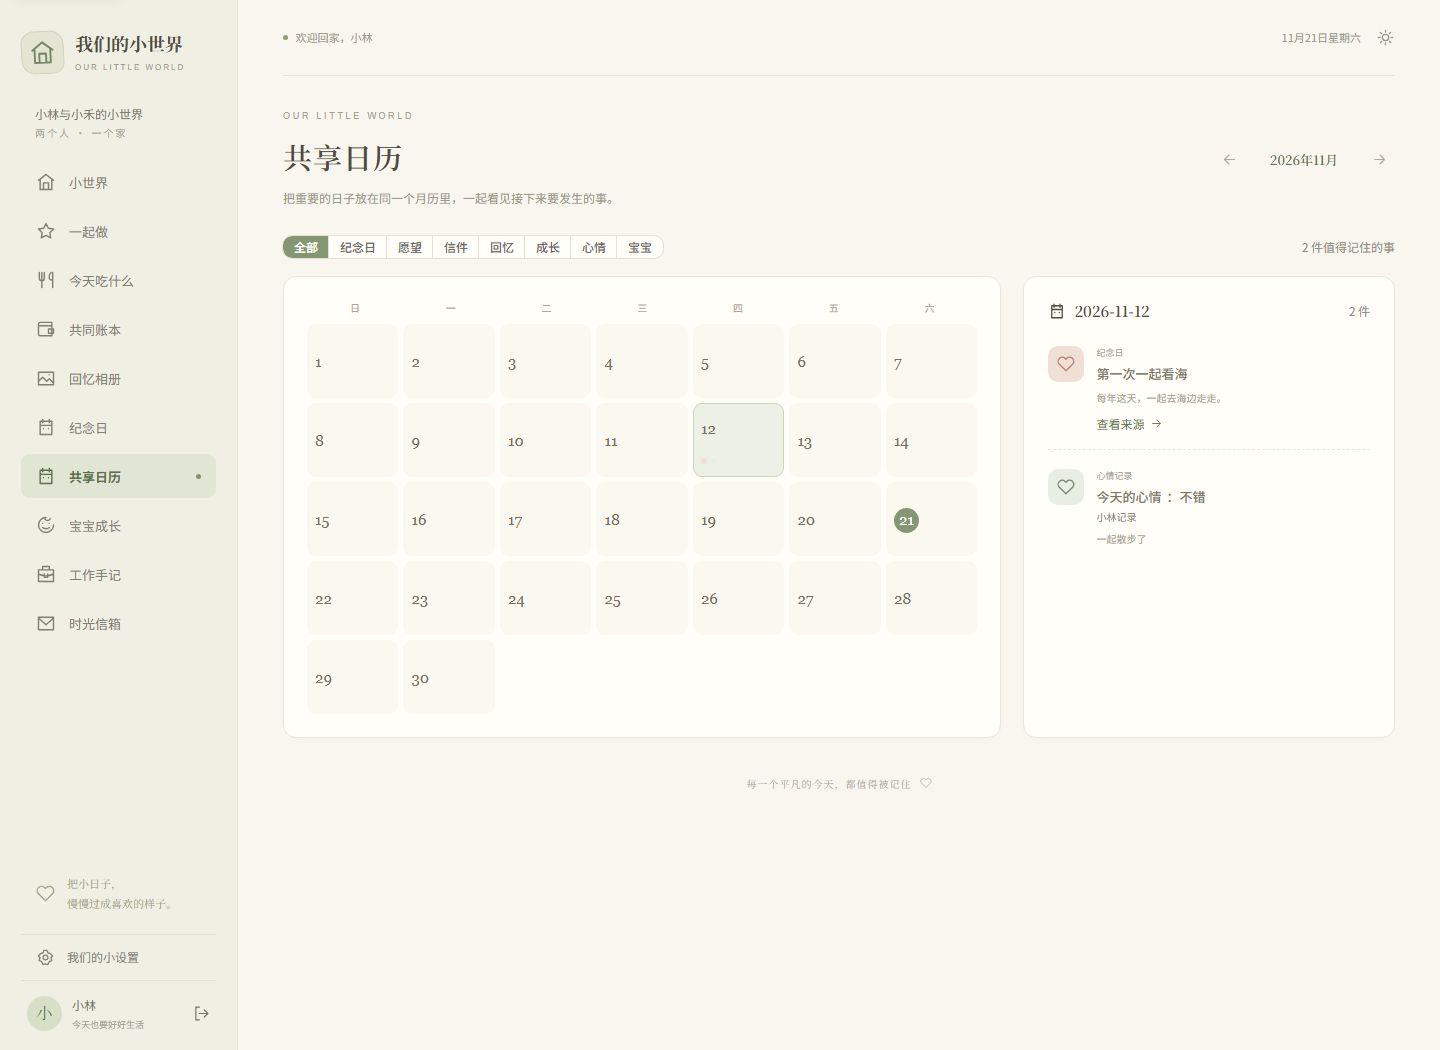 我们的小世界
OUR LITTLE WORLD
小林与小禾的小世界
两个人 · 一个家
小世界
一起做
今天吃什么
共同账本
回忆相册
纪念日
共享日历
宝宝成长
工作手记
时光信箱
把小日子，
慢慢过成喜欢的样子。
我们的小设置
小
小林
今天也要好好生活
欢迎回家，小林
11月21日星期六
OUR LITTLE WORLD
共享日历
2026年11月
把重要的日子放在同一个月历里，一起看见接下来要发生的事。
全部 纪念日 愿望 信件 回忆 成长 心情 宝宝
2 件值得记住的事
日 一 二 三 四 五 六
1 2 3 4 5 6 7
8 9 10 11 12 13 14
15 16 17 18 19 20 21
22 23 24 25 26 27 28
29 30
2026-11-12
2 件
纪念日
第一次一起看海
每年这天，一起去海边走走。
查看来源
心情记录
今天的心情 ：不错
小林记录
一起散步了
每一个平凡的今天，都值得被记住